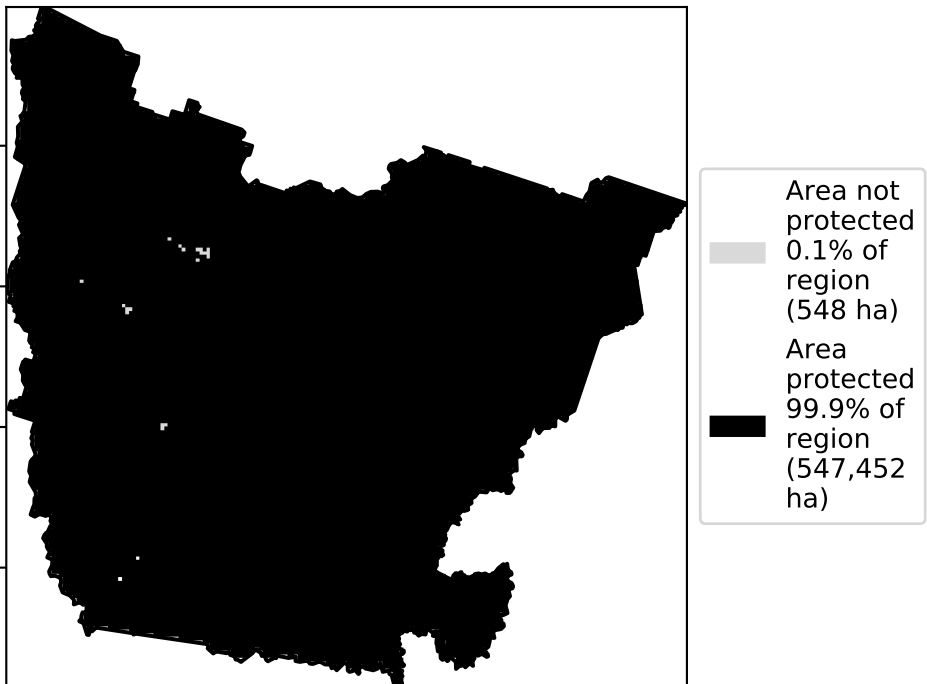 Area not
protected
0.1% of
region
(548 ha)
Area
protected
99.9% of
region
(547,452
ha)